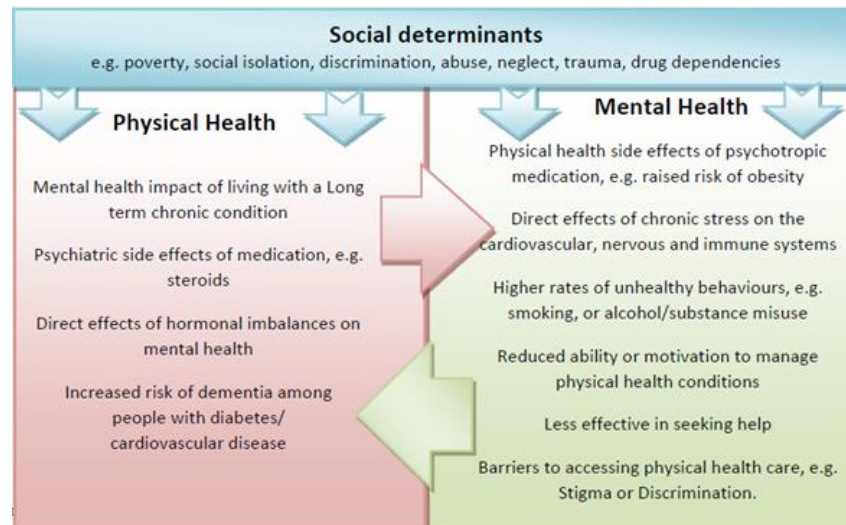 Social determinants
e.g. poverty, social isolation, discrimination, abuse, neglect, trauma, drug dependencies
Physical Health
Mental health impact of living with a Long
term chronic condition
Psychiatric side effects of medication, e.g.
steroids
Direct effects of hormonal imbalances on
mental health
Increased risk of dementia among
people with diabetes/
cardiovascular disease
Mental Health
Physical health side effects of psychotropic
medication, e.g. raised risk of obesity
Direct effects of chronic stress on the
cardiovascular, nervous and immune systems
Higher rates of unhealthy behaviours, e.g.
smoking, or alcohol/substance misuse
Reduced ability or motivation to manage
physical health conditions
Less effective in seeking help
Barriers to accessing physical health care, e.g.
Stigma or Discrimination.